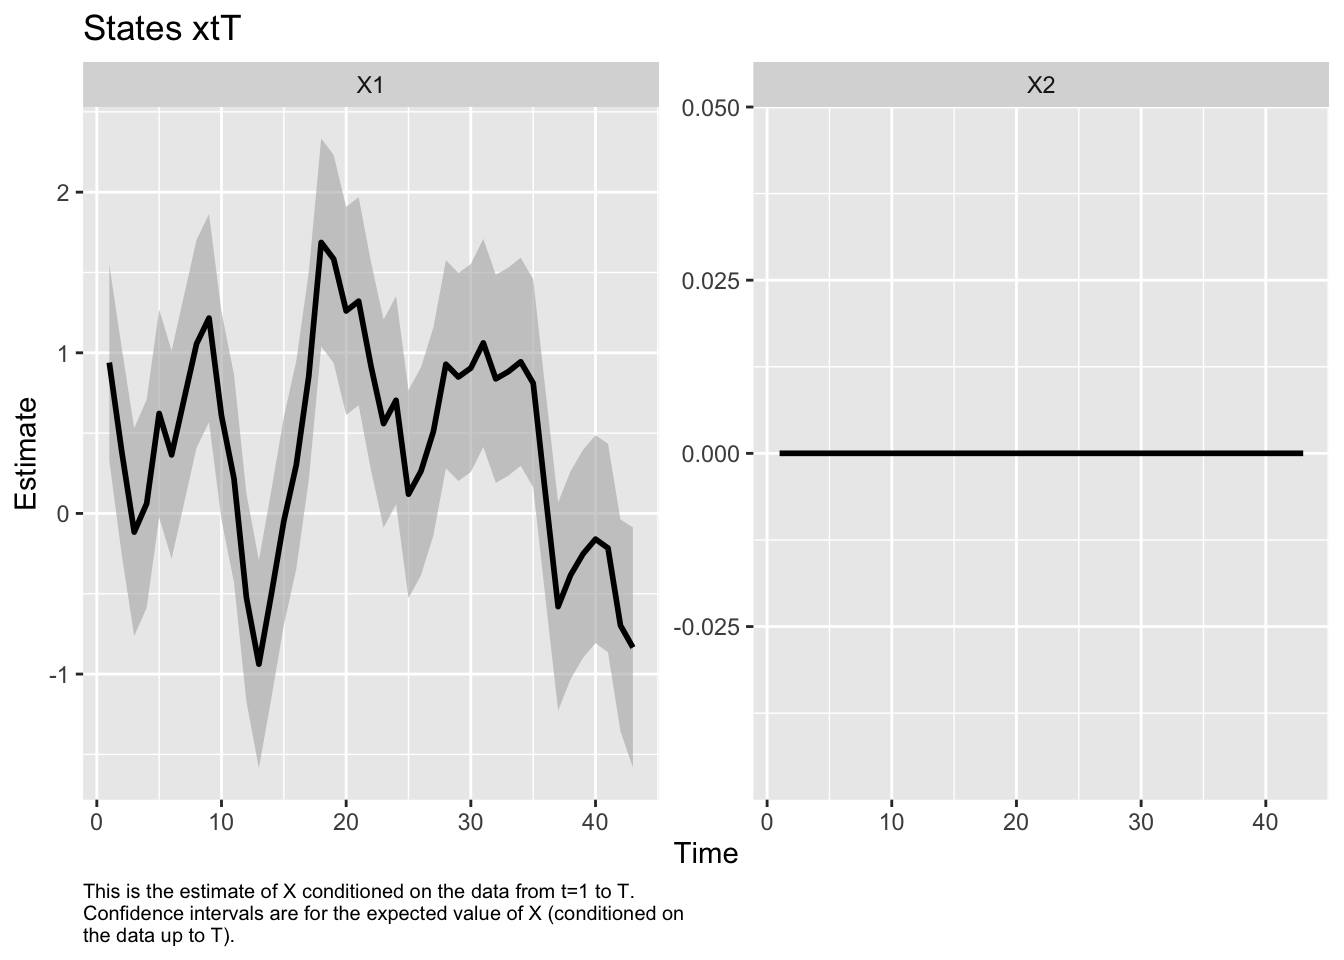 States xtT
X1
X2
Estimate
2
1
0
-1
0.050
0.025
0.000
-0.025
0 10 20 30 40
0 10 20 30 40
Time
This is the estimate of X conditioned on the data from t=1 to T.
Confidence intervals are for the expected value of X (conditioned on
the data up to T).